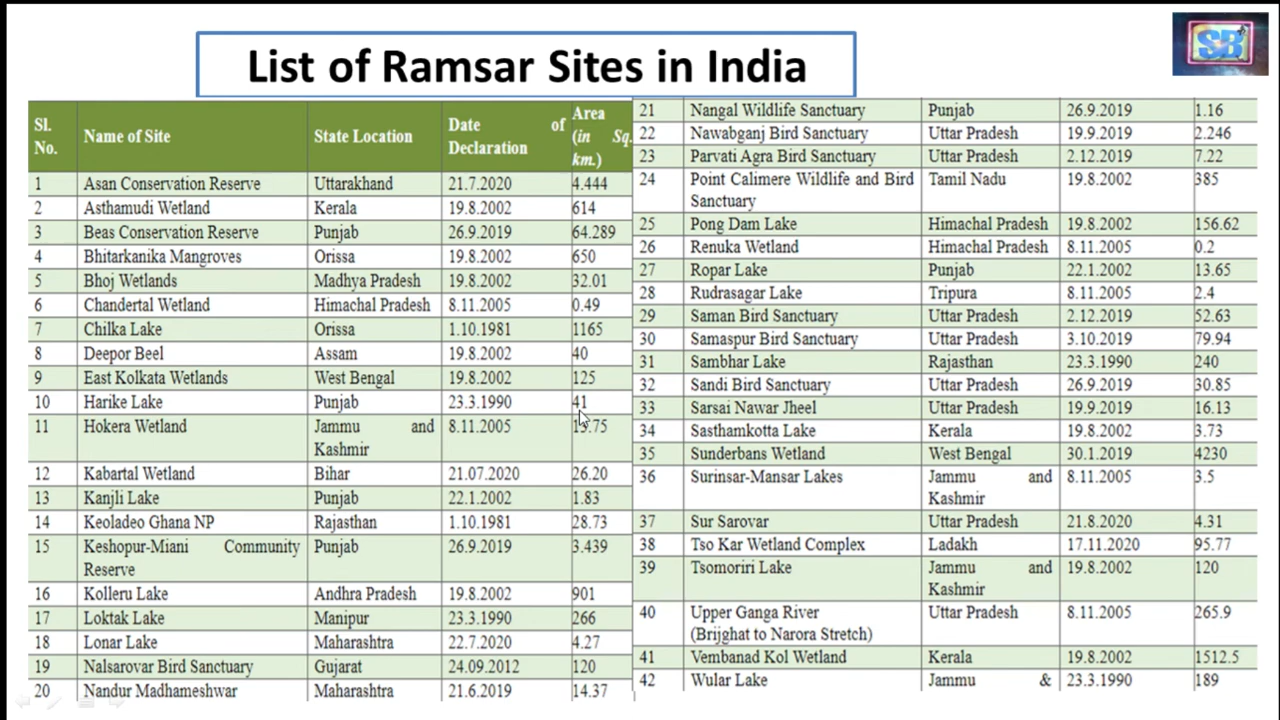 List of Ramsar Sites in India
SB
Sl. No. Name of Site State Location Date of Declaration Area (in Sq. km.)
1 Asan Conservation Reserve Uttarakhand 21.7.2020 4.444
2 Asthamudi Wetland Kerala 19.8.2002 614
3 Beas Conservation Reserve Punjab 26.9.2019 64.289
4 Bhitarkanika Mangroves Orissa 19.8.2002 650
5 Bhoj Wetlands Madhya Pradesh 19.8.2002 32.01
6 Chandertal Wetland Himachal Pradesh 8.11.2005 0.49
7 Chilka Lake Orissa 1.10.1981 1165
8 Deepor Beel Assam 19.8.2002 40
9 East Kolkata Wetlands West Bengal 19.8.2002 125
10 Harike Lake Punjab 23.3.1990 41
11 Hokera Wetland Jammu and Kashmir 8.11.2005 13.75
12 Kabartal Wetland Bihar 21.07.2020 26.20
13 Kanjli Lake Punjab 22.1.2002 1.83
14 Keoladeo Ghana NP Rajasthan 1.10.1981 28.73
15 Keshopur-Miani Community Reserve Punjab 26.9.2019 3.439
16 Kolleru Lake Andhra Pradesh 19.8.2002 901
17 Loktak Lake Manipur 23.3.1990 266
18 Lonar Lake Maharashtra 22.7.2020 4.27
19 Nalsarovar Bird Sanctuary Gujarat 24.09.2012 120
20 Nandur Madhameshwar Maharashtra 21.6.2019 14.37
21 Nangal Wildlife Sanctuary Punjab 26.9.2019 1.16
22 Nawabganj Bird Sanctuary Uttar Pradesh 19.9.2019 2.246
23 Parvati Agra Bird Sanctuary Uttar Pradesh 2.12.2019 7.22
24 Point Calimere Wildlife and Bird Sanctuary Tamil Nadu 19.8.2002 385
25 Pong Dam Lake Himachal Pradesh 19.8.2002 156.62
26 Renuka Wetland Himachal Pradesh 8.11.2005 0.2
27 Ropar Lake Punjab 22.1.2002 13.65
28 Rudrasagar Lake Tripura 8.11.2005 2.4
29 Saman Bird Sanctuary Uttar Pradesh 2.12.2019 52.63
30 Samaspur Bird Sanctuary Uttar Pradesh 3.10.2019 79.94
31 Sambhar Lake Rajasthan 23.3.1990 240
32 Sandi Bird Sanctuary Uttar Pradesh 26.9.2019 30.85
33 Sarsai Nawar Jheel Uttar Pradesh 19.9.2019 16.13
34 Sasthamkotta Lake Kerala 19.8.2002 3.73
35 Sunderbans Wetland West Bengal 30.1.2019 4230
36 Surinsar-Mansar Lakes Jammu and Kashmir 8.11.2005 3.5
37 Sur Sarovar Uttar Pradesh 21.8.2020 4.31
38 Tso Kar Wetland Complex Ladakh 17.11.2020 95.77
39 Tsomoriri Lake Jammu and Kashmir 19.8.2002 120
40 Upper Ganga River (Brijghat to Narora Stretch) Uttar Pradesh 8.11.2005 265.9
41 Vembanad Kol Wetland Kerala 19.8.2002 1512.5
42 Wular Lake Jammu & 23.3.1990 189